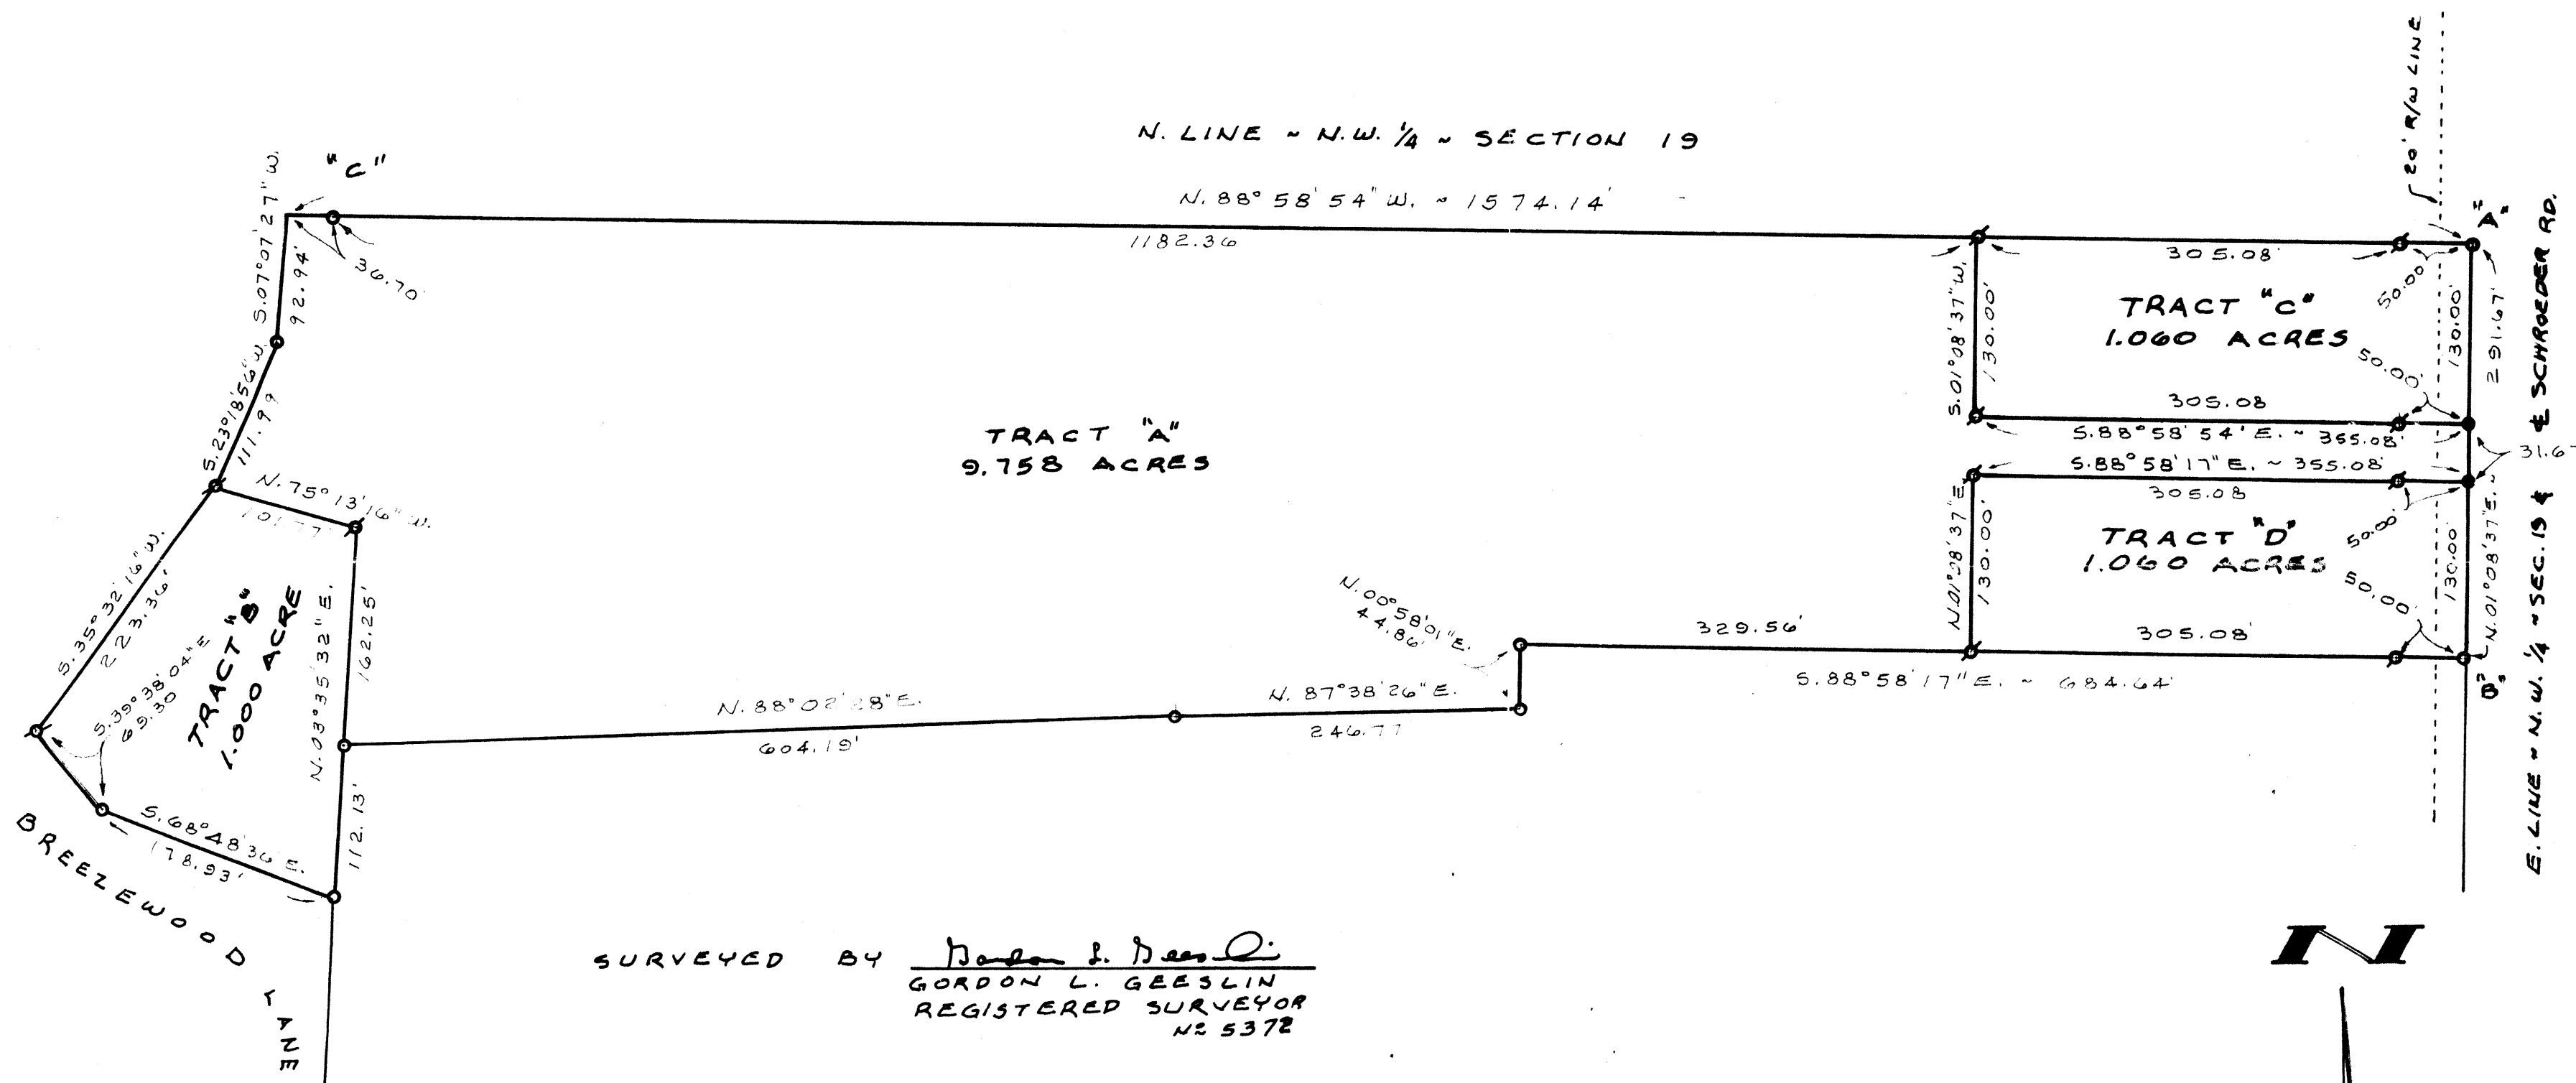 20' R/W LINE
N. LINE ~ N.W. 1/4 ~ SECTION 19
N. 88° 58' 54" W. ~ 1574.14'
1182.36
"C"
36.70'
S.07°07'27" W.
92.94'
S.23°18'56" W.
111.99
N.75°13'16" W.
101.77'
S.35°32'16" W.
223.36'
S.39°38'04" E
69.30
TRACT "B"
1.000 ACRE
N.03°35'32" E.
162.25'
112.13'
S.68°48'36" E.
178.93'
BREEZEWOOD LANE
TRACT "A"
9.758 ACRES
N.88°02'28" E.
604.19'
N. 87°38'26" E.
246.77
N.00°58'01" E.
44.86'
329.56'
S.88°58'17" E. ~ 684.64'
305.08'
50.00'
"A"
TRACT "C"
1.060 ACRES
S.01°08'37" W.
130.00'
130.00'
291.67'
50.00'
305.08
S.88°58'54" E. ~ 355.08'
31.67
S.88°58'17" E. ~ 355.08'
305.08
50.00'
TRACT "D"
1.060 ACRES
N.01°08'37" E
130.00'
130.00'
50.00'
305.08'
N.01°08'37" E. ~
"B"
E. LINE ~ N.W. 1/4 ~ SEC. 19 & ℄ SCHROEDER RD.
SURVEYED BY
GORDON L. GEESLIN
REGISTERED SURVEYOR
Nº 5372
N